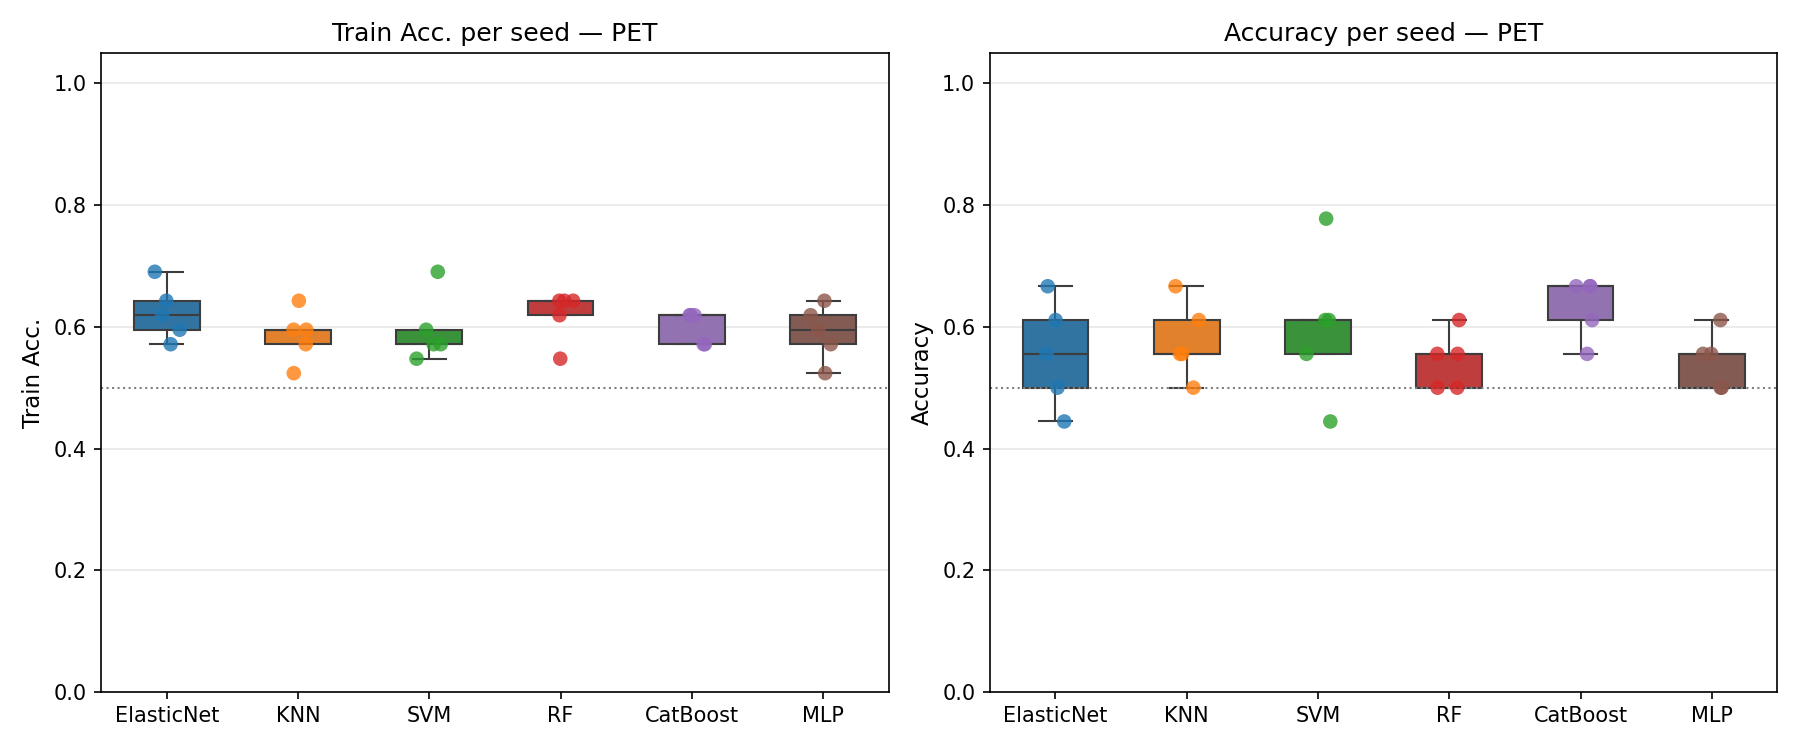 Train Acc. per seed — PET
Train Acc.
1.0
0.8
0.6
0.4
0.2
0.0
ElasticNet KNN SVM RF CatBoost MLP
Accuracy per seed — PET
Accuracy
1.0
0.8
0.6
0.4
0.2
0.0
ElasticNet KNN SVM RF CatBoost MLP